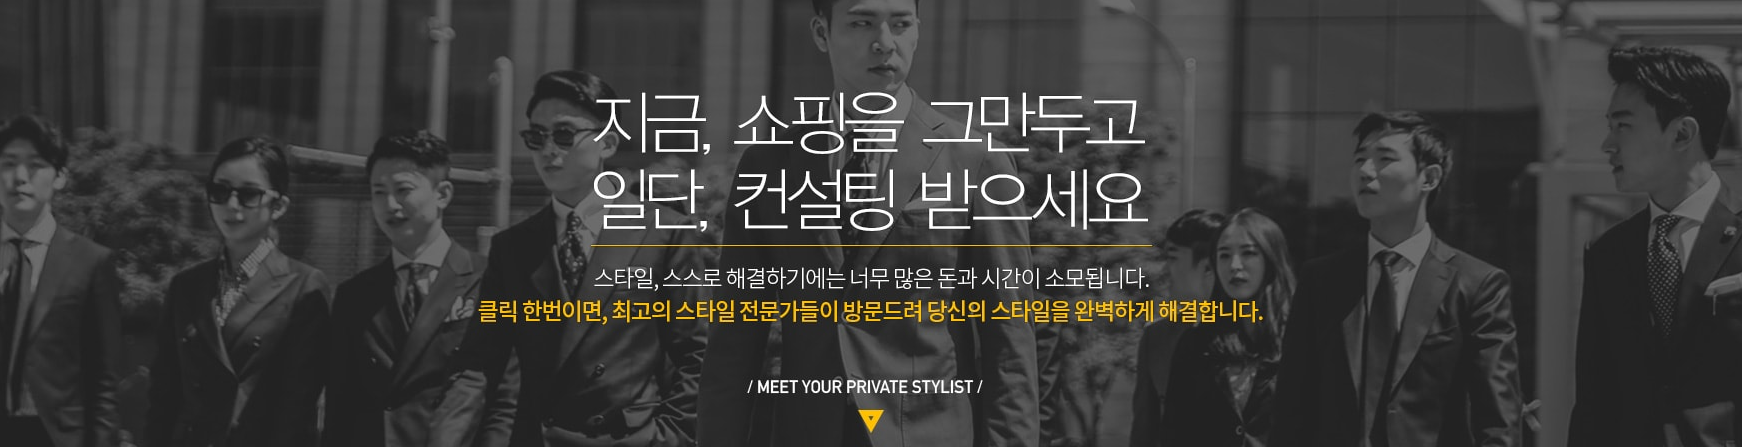 지금, 쇼핑을 그만두고
일단, 컨설팅 받으세요
스타일, 스스로 해결하기에는 너무 많은 돈과 시간이 소모됩니다.
클릭 한번이면, 최고의 스타일 전문가들이 방문드려 당신의 스타일을 완벽하게 해결합니다.
/ MEET YOUR PRIVATE STYLIST /